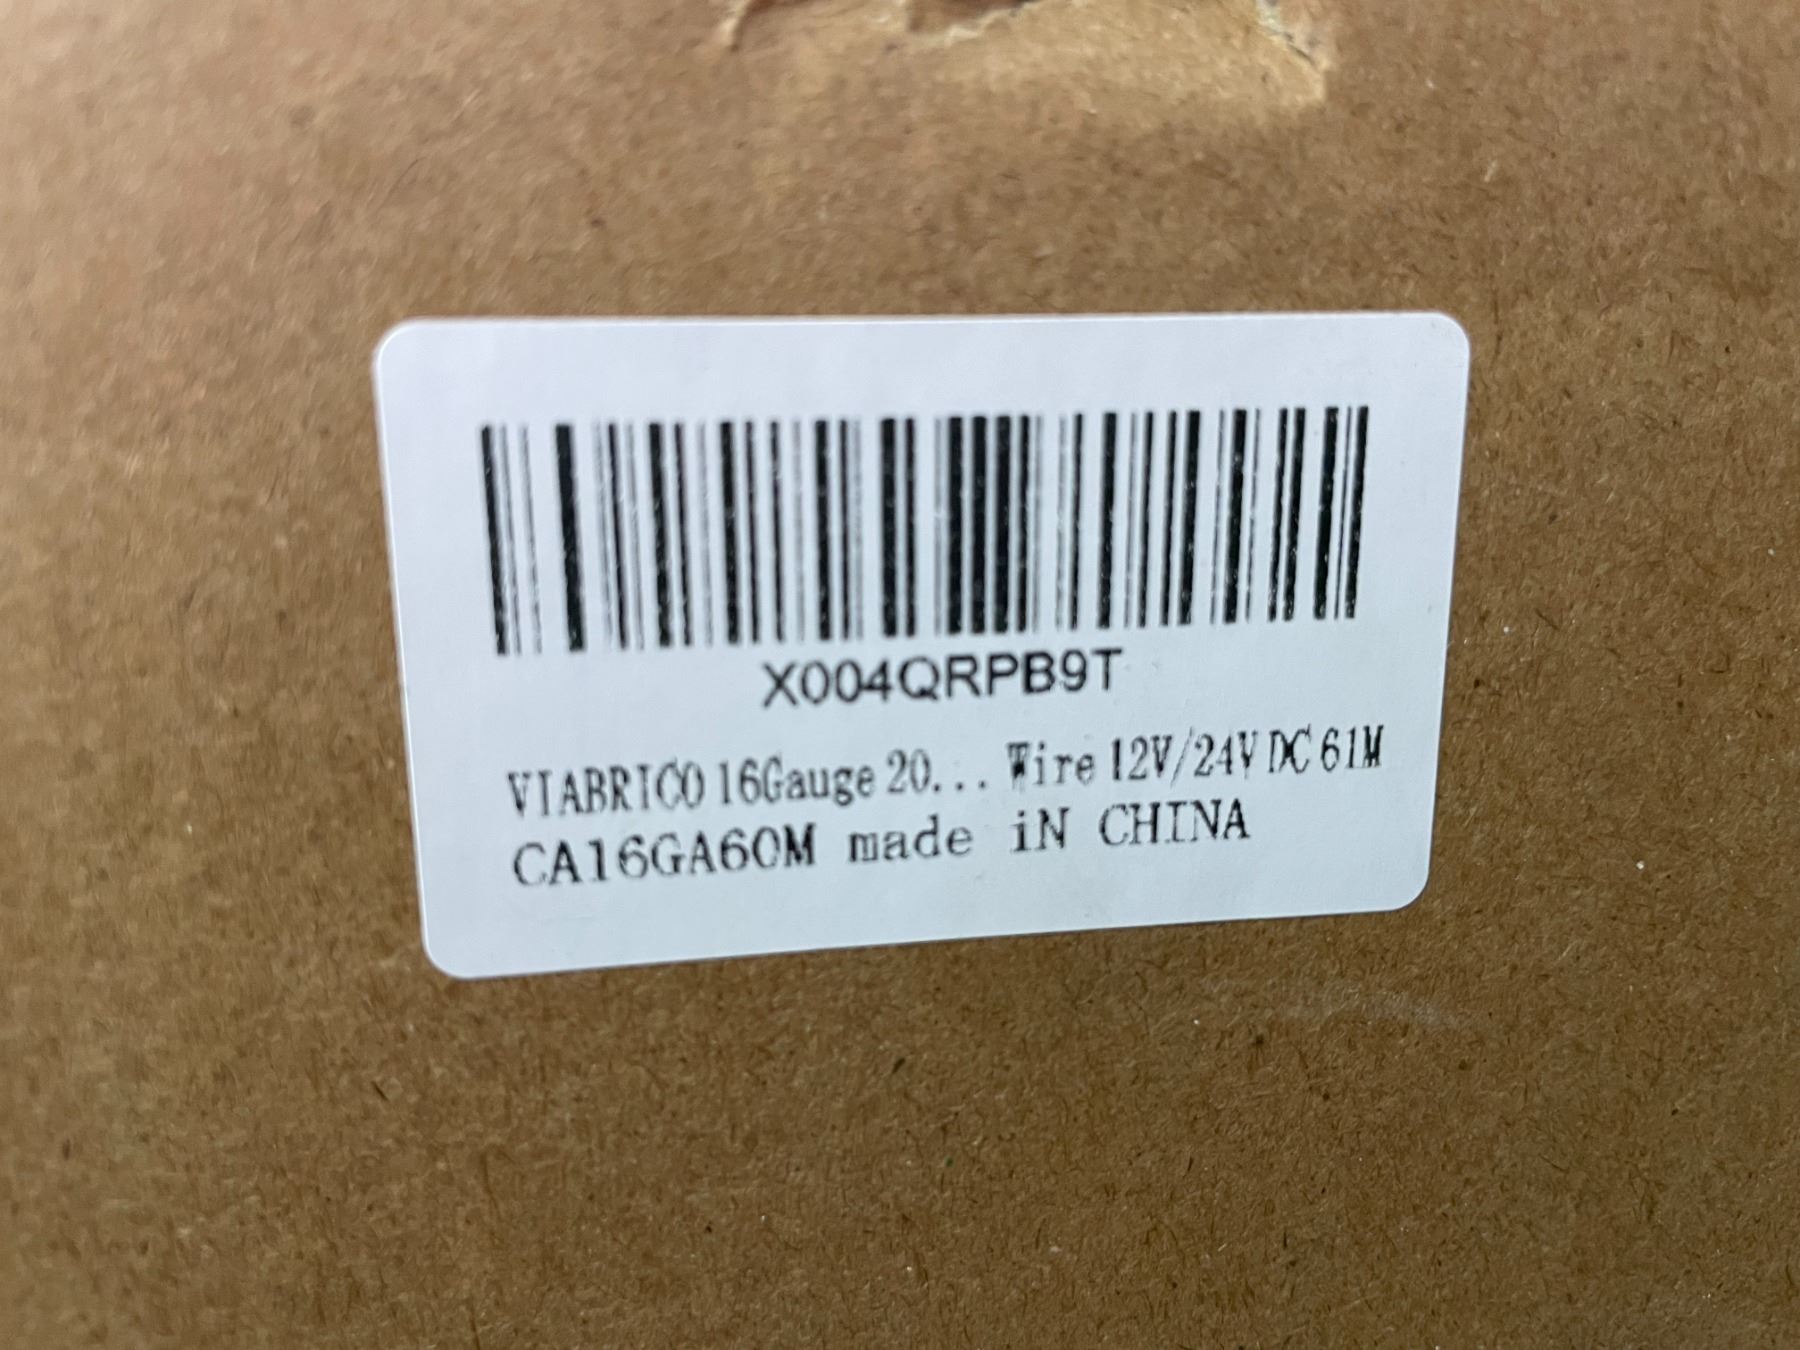 X004QRPB9T
VIABRICO 16Gauge 20... Wire 12V/24V DC 61M
CA16GA60M made iN CHINA